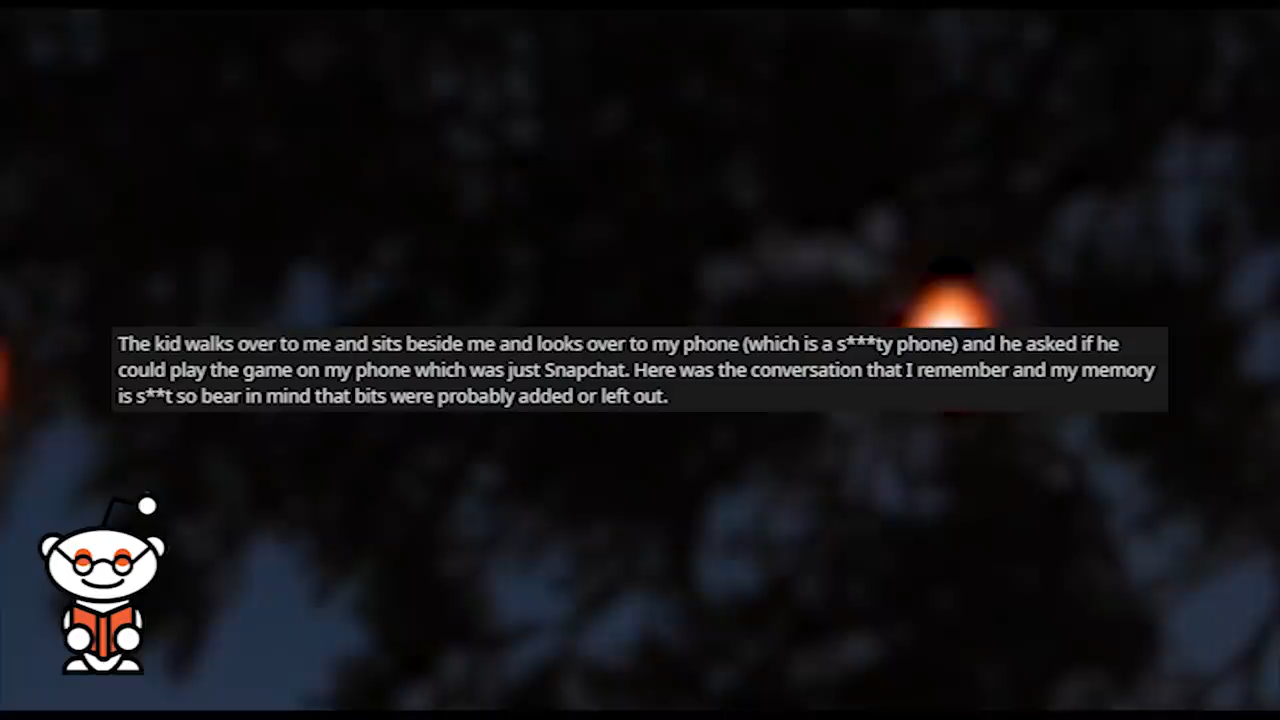 The kid walks over to me and sits beside me and looks over to my phone (which is a s***ty phone) and he asked if he
could play the game on my phone which was just Snapchat. Here was the conversation that I remember and my memory
is s**t so bear in mind that bits were probably added or left out.